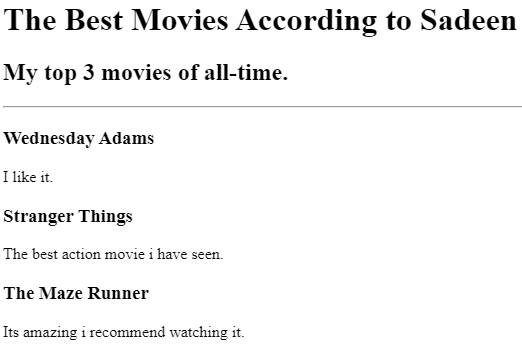 The Best Movies According to Sadeen
My top 3 movies of all-time.
Wednesday Adams
I like it.
Stranger Things
The best action movie i have seen.
The Maze Runner
Its amazing i recommend watching it.